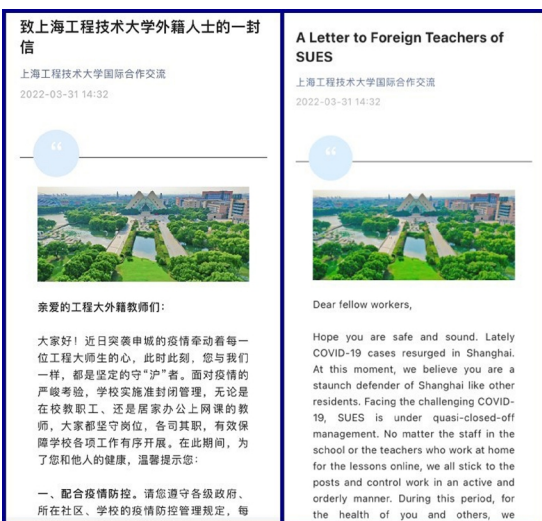 致上海工程技术大学外籍人士的一封
信
上海工程技术大学国际合作交流
2022-03-31 14:32
亲爱的工程大外籍教师们：
大家好！近日突袭申城的疫情牵动着每一
位工程大师生的心，此时此刻，您与我们
一样，都是坚定的守“沪”者。面对疫情的
严峻考验，学校实施准封闭管理，无论是
在校教职工、还是居家办公上网课的教
师，大家都坚守岗位，各司其职，有效保
障学校各项工作有序开展。在此期间，为
了您和他人的健康，温馨提示您：
一、配合疫情防控。请您遵守各级政府、
所在社区、学校的疫情防控管理规定，每
A Letter to Foreign Teachers of
SUES
上海工程技术大学国际合作交流
2022-03-31 14:32
Dear fellow workers,
Hope you are safe and sound. Lately
COVID-19 cases resurged in Shanghai.
At this moment, we believe you are a
staunch defender of Shanghai like other
residents. Facing the challenging COVID-
19, SUES is under quasi-closed-off
management. No matter the staff in the
school or the teachers who work at home
for the lessons online, we all stick to the
posts and control work in an active and
orderly manner. During this period, for
the health of you and others, we